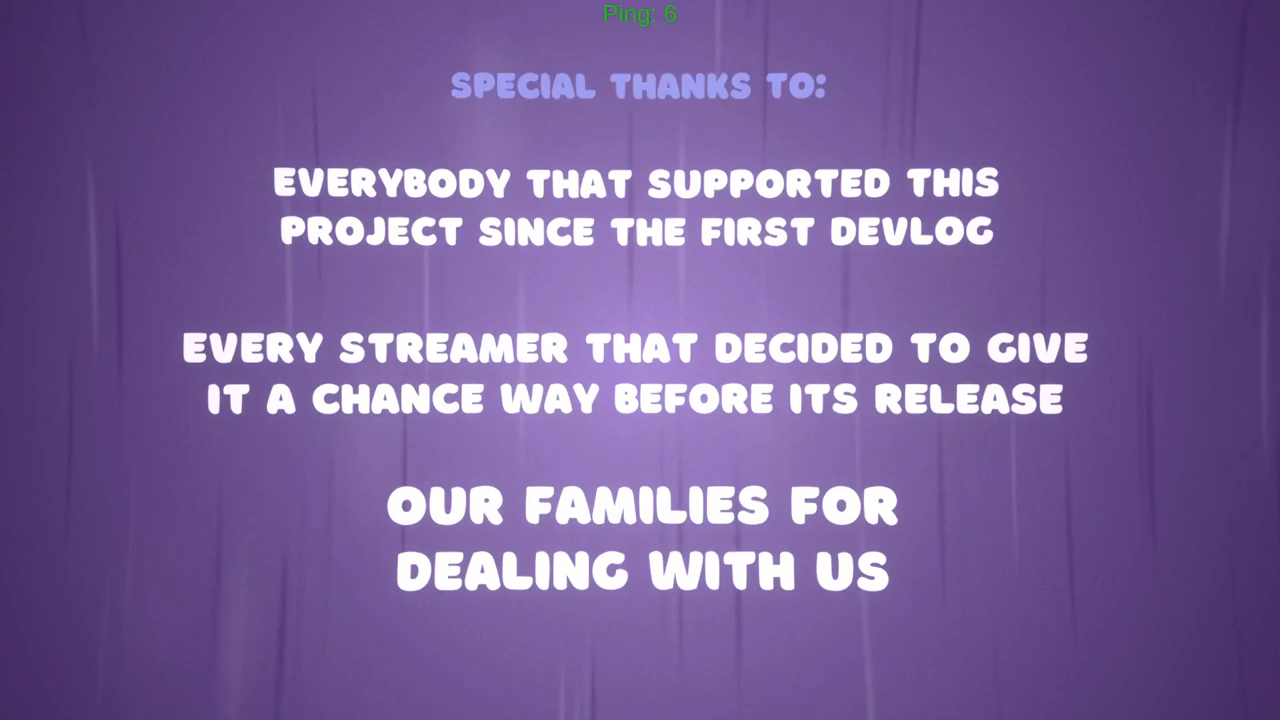 Ping: 6
SPECIAL THANKS TO:
EVERYBODY THAT SUPPORTED THIS
PROJECT SINCE THE FIRST DEVLOG
EVERY STREAMER THAT DECIDED TO GIVE
IT A CHANCE WAY BEFORE ITS RELEASE
OUR FAMILIES FOR
DEALING WITH US